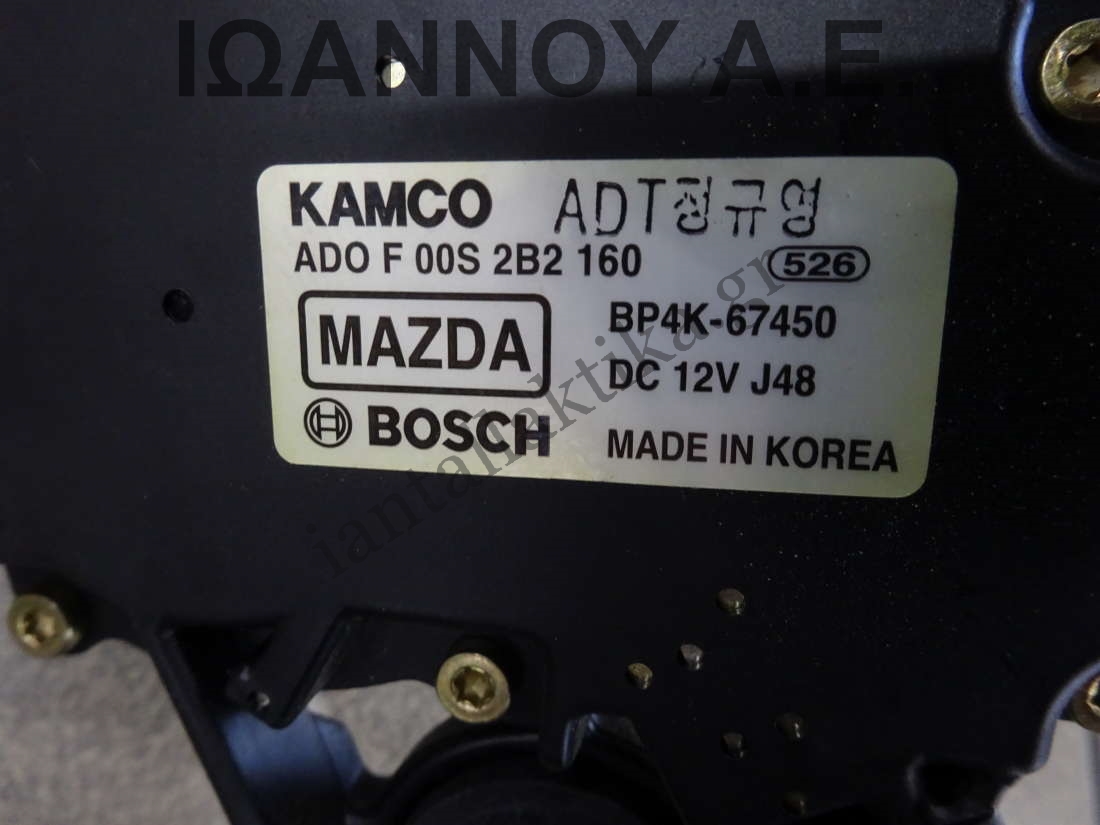 ΙΩΑΝΝΟΥ Α.Ε.
KAMCO ADT정규영
ADO F 00S 2B2 160 526
MAZDA BP4K-67450
DC 12V J48
BOSCH MADE IN KOREA
iantallaktika.gr